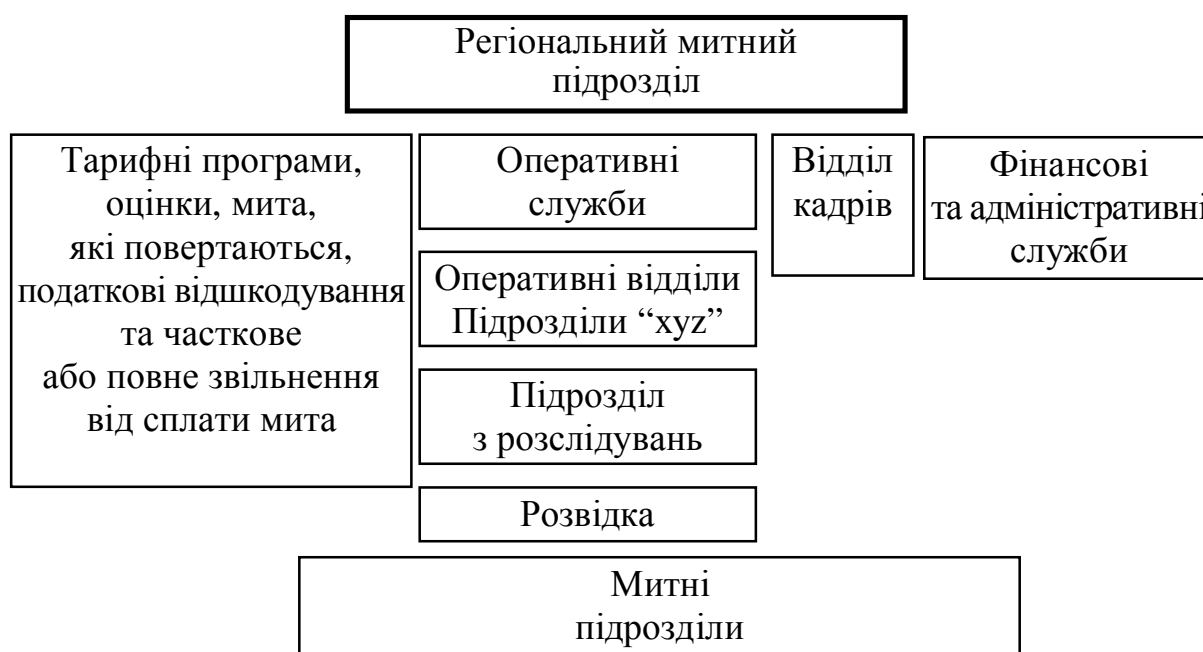 Регіональний митний
підрозділ
Тарифні програми,
оцінки, мита,
які повертаються,
податкові відшкодування
та часткове
або повне звільнення
від сплати мита
Оперативні
служби
Оперативні відділи
Підрозділи “xyz”
Підрозділ
з розслідувань
Розвідка
Відділ
кадрів
Фінансові
та адміністративні
служби
Митні
підрозділи